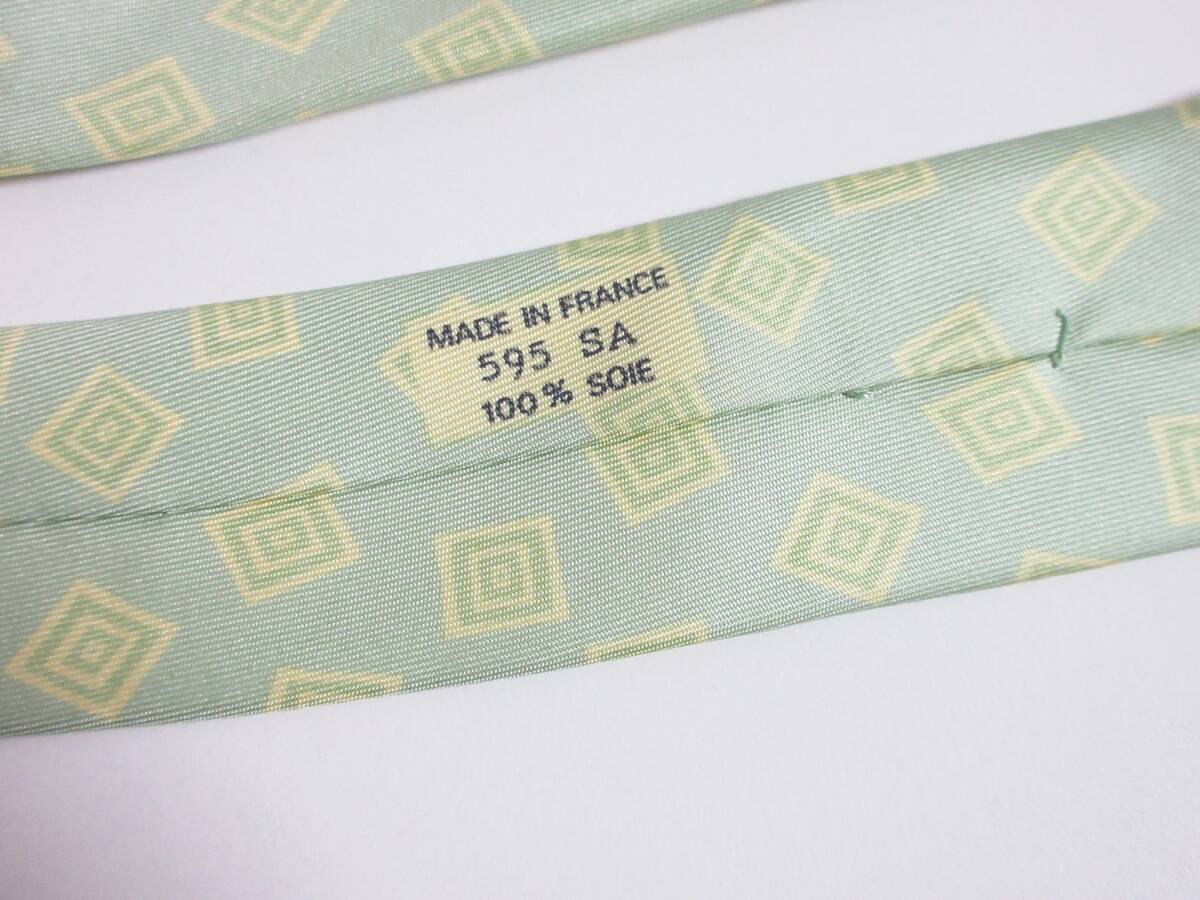 MADE IN FRANCE
595 SA
100% SOIE